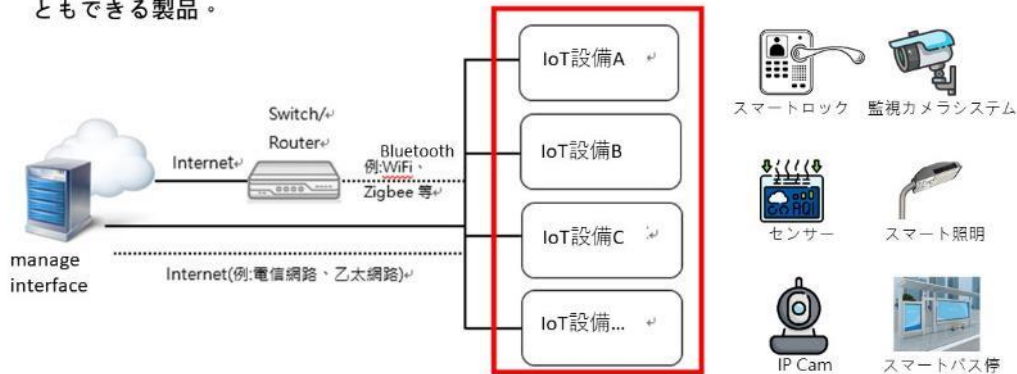 ともできる製品。
IoT設備A
Switch/
Router
Internet
Bluetooth
例:WiFi、
Zigbee 等
IoT設備B
IoT設備C
manage
interface
Internet(例:電信網路、乙太網路)
IoT設備...
スマートロック
監視カメラシステム
AQI
センサー
スマート照明
IP Cam
スマートバス停